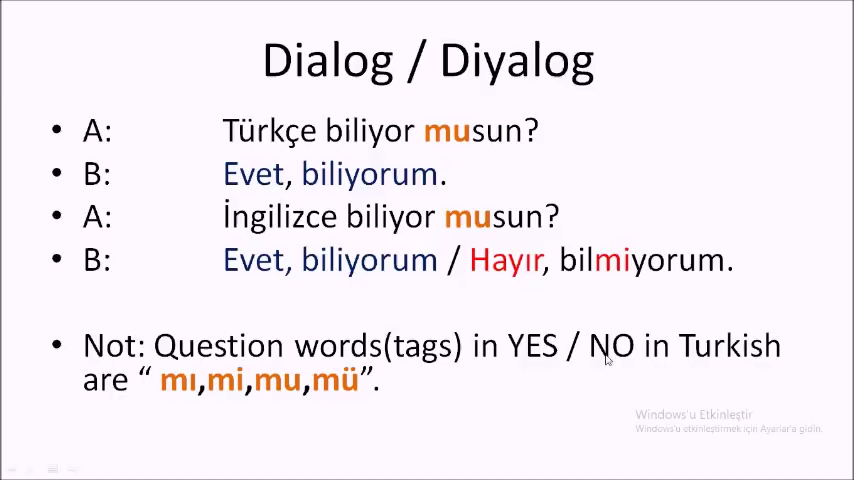 Dialog / Diyalog
• A: Türkçe biliyor musun?
• B: Evet, biliyorum.
• A: İngilizce biliyor musun?
• B: Evet, biliyorum / Hayır, bilmiyorum.
• Not: Question words(tags) in YES / NO in Turkish
are “ mı,mi,mu,mü”.
Windows'u Etkinleştir
Windows'u etkinleştirmek için Ayarlar'a gidin.